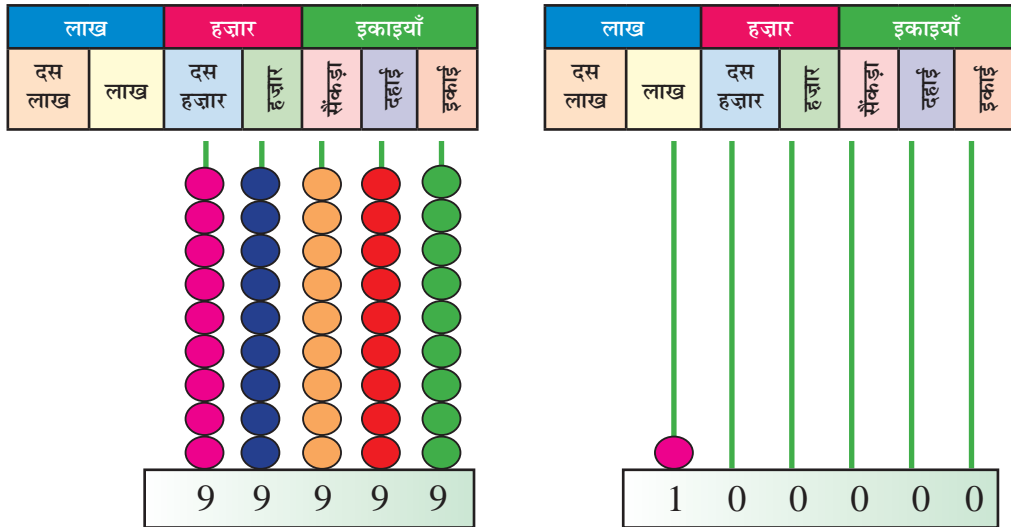 लाख हज़ार इकाइयाँ
दस लाख लाख दस हज़ार हज़ार सैंकड़ा दहाई इकाई
9 9 9 9 9
लाख हज़ार इकाइयाँ
दस लाख लाख दस हज़ार हज़ार सैंकड़ा दहाई इकाई
1 0 0 0 0 0